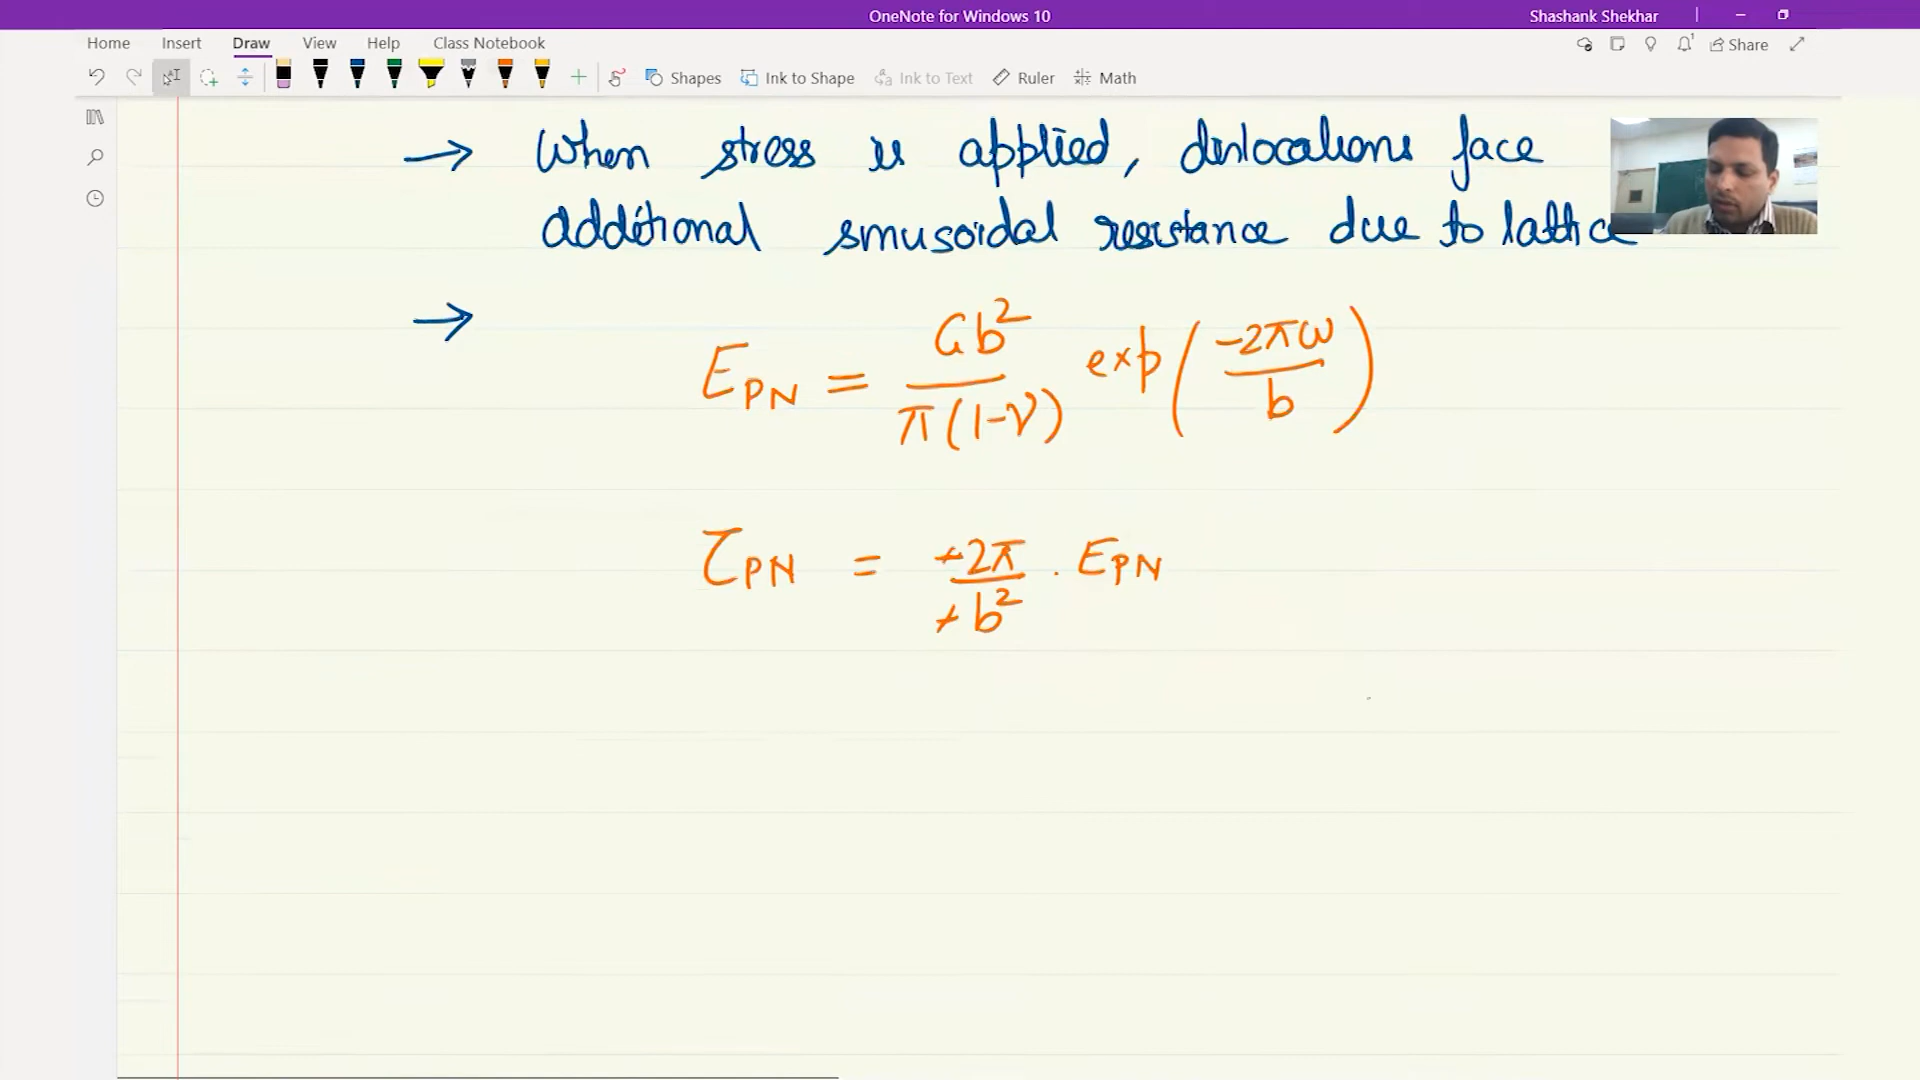 OneNote for Windows 10
Shashank Shekhar
Home Insert Draw View Help Class Notebook
Share
Shapes Ink to Shape Ink to Text Ruler Math
→ When stress is applied, dislocations face
additional sinusoidal resistance due to lattice
→ E_PN = Gb² / π(1-ν) exp(-2πω / b)
τ_PN = +2π / +b² . E_PN